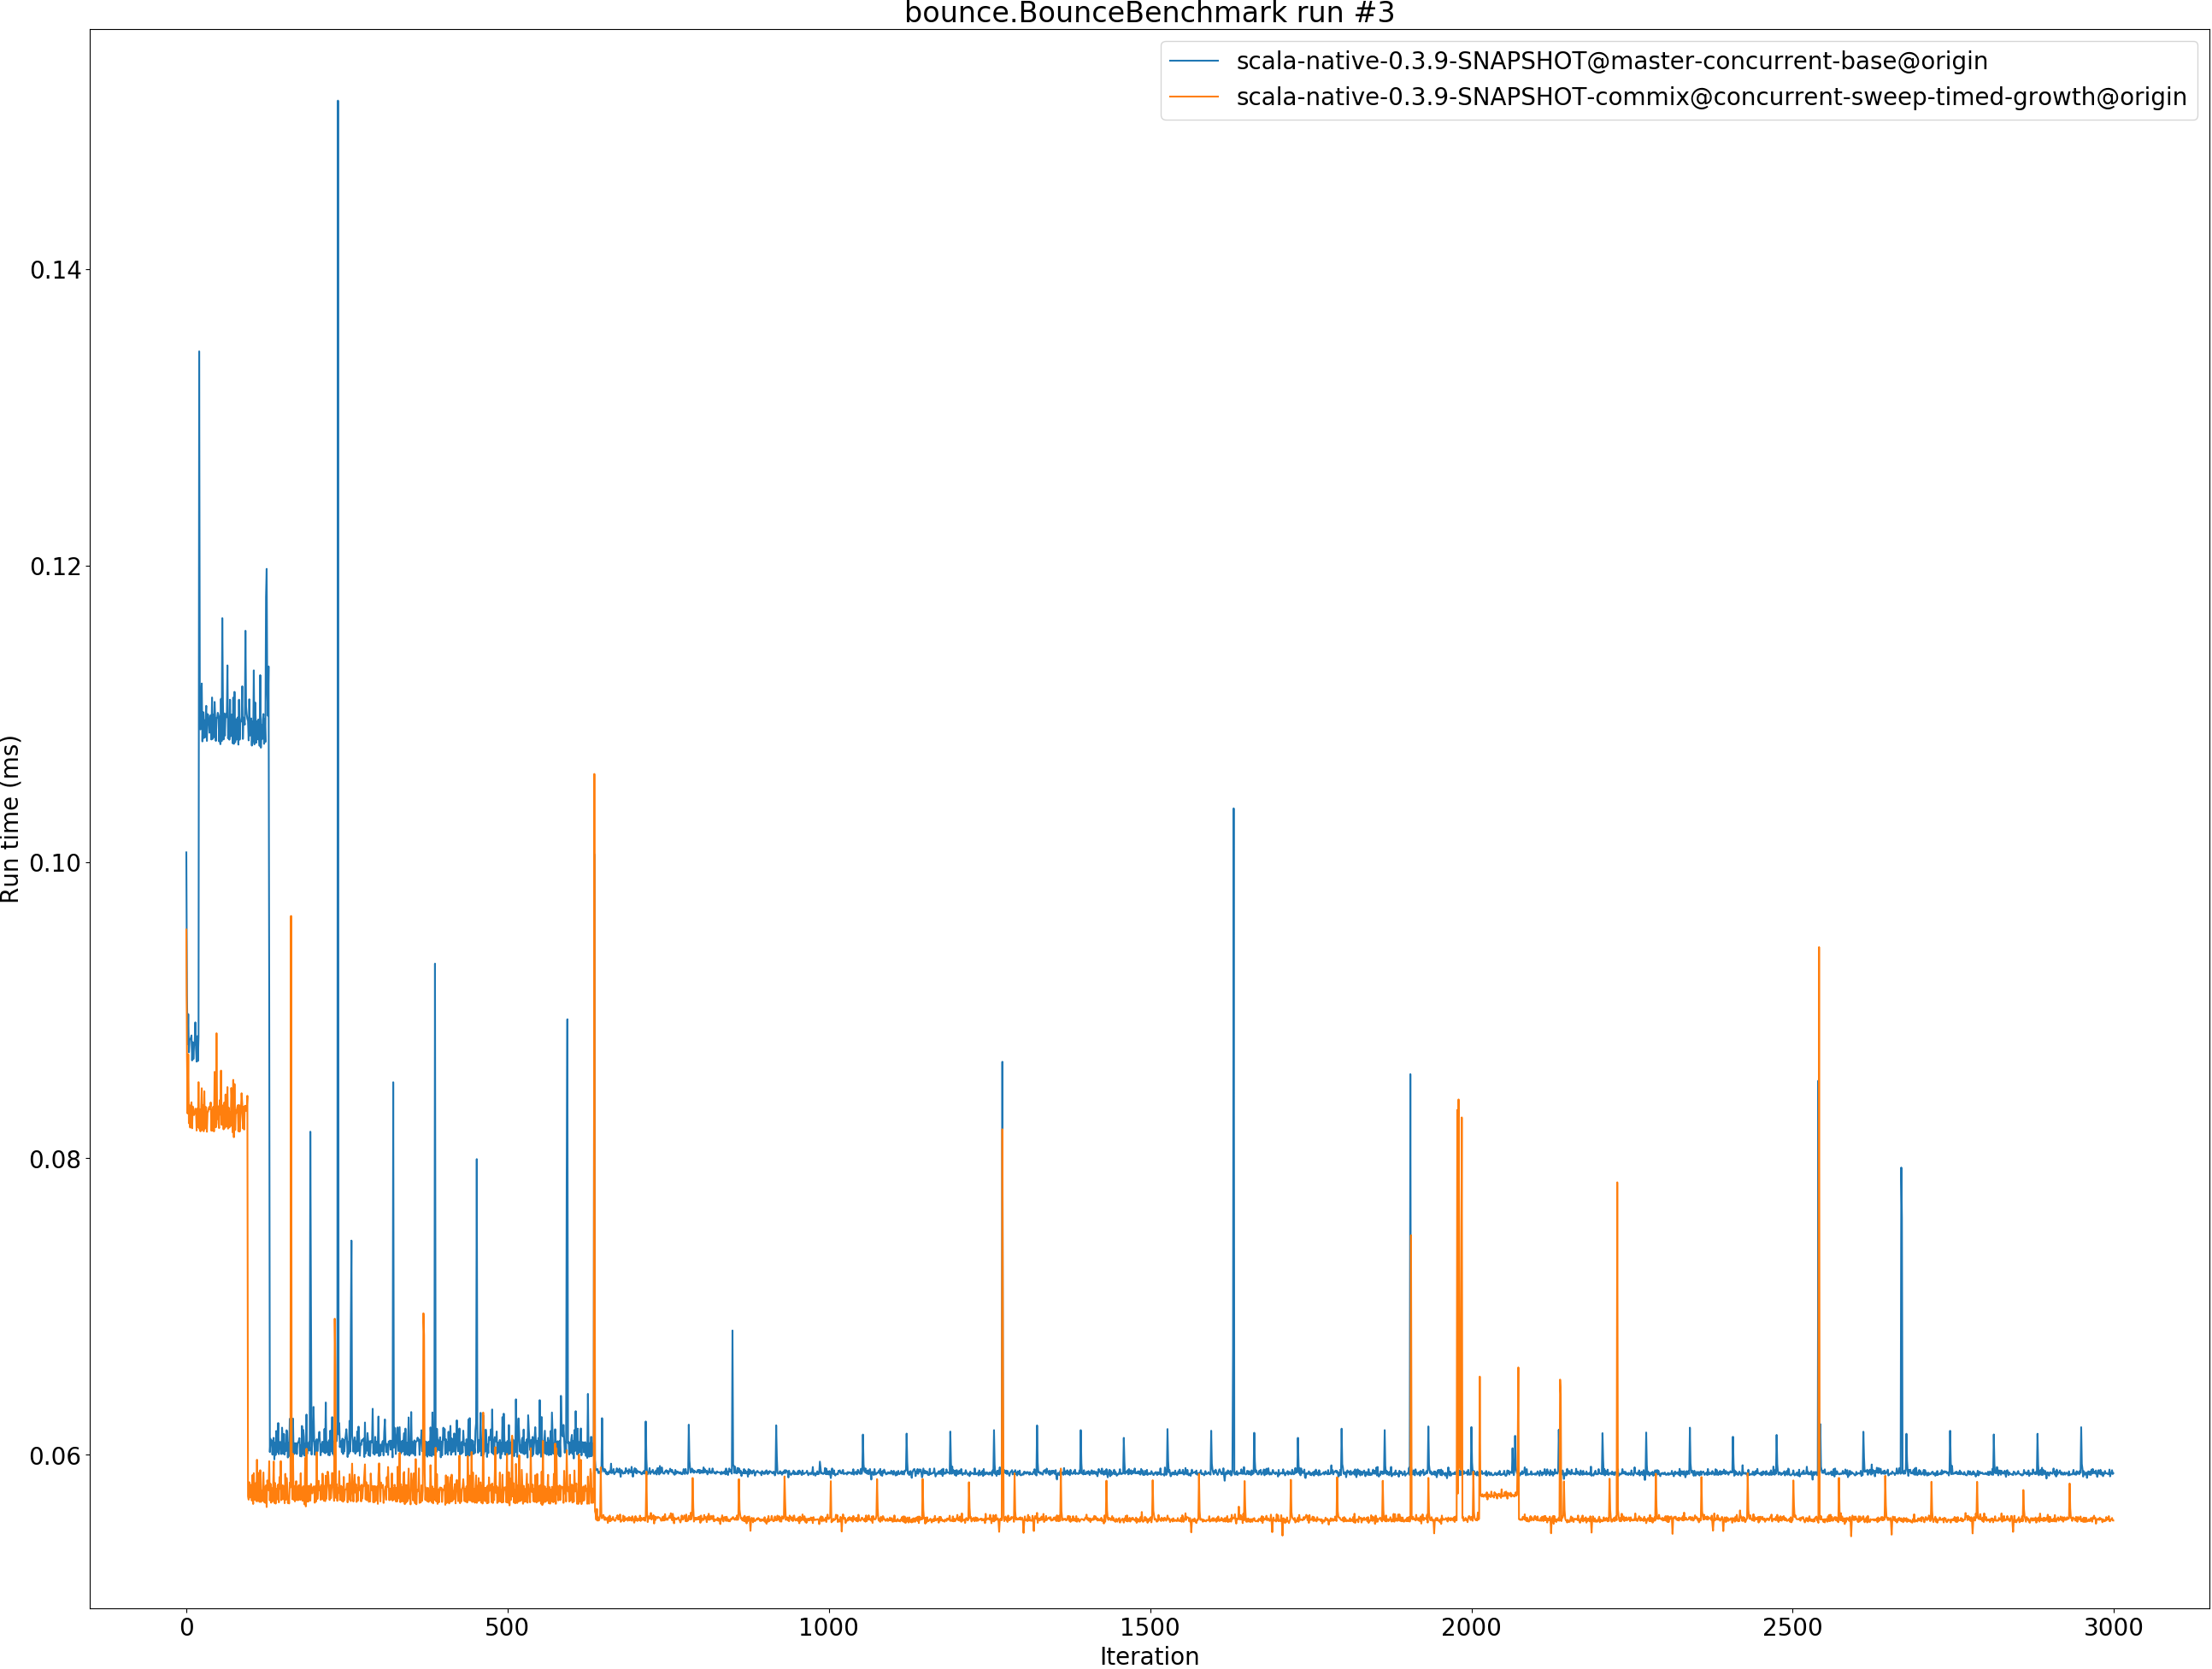 bounce.BounceBenchmark run #3
scala-native-0.3.9-SNAPSHOT@master-concurrent-base@origin
scala-native-0.3.9-SNAPSHOT-commix@concurrent-sweep-timed-growth@origin
Run time (ms)
0.14
0.12
0.10
0.08
0.06
0
500
1000
1500
2000
2500
3000
Iteration